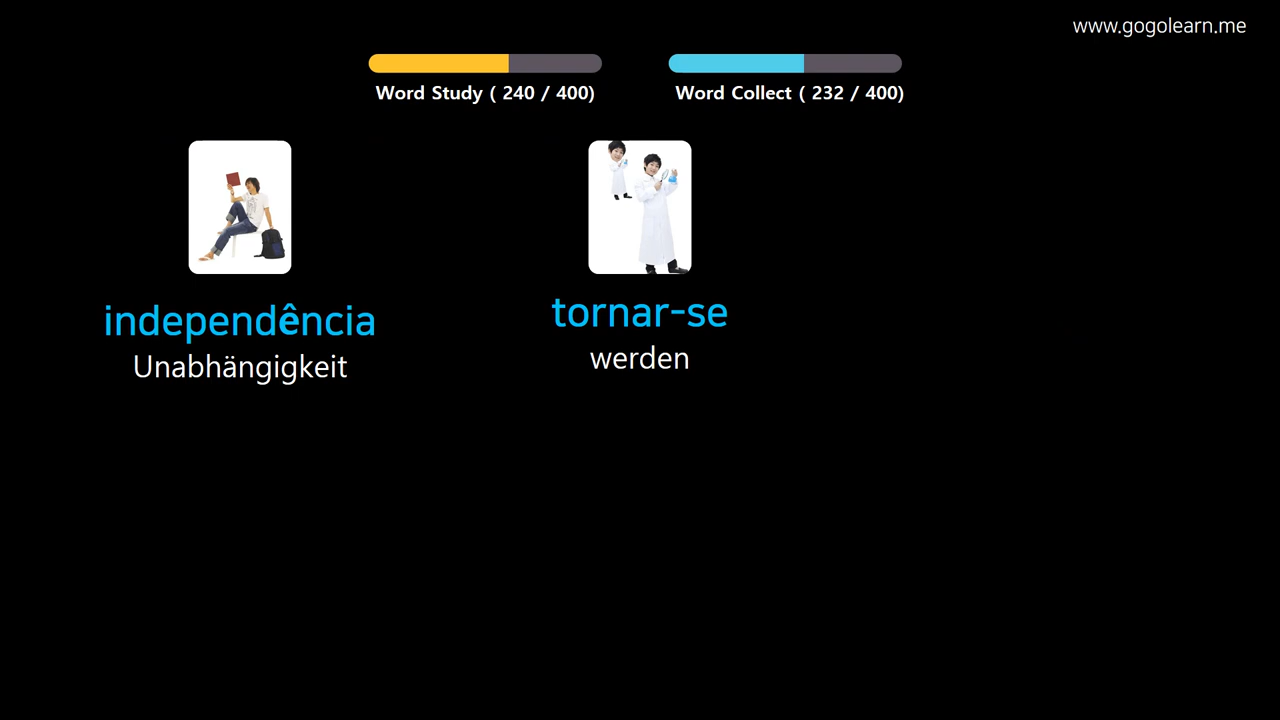 www.gogolearn.me
Word Study ( 240 / 400)
Word Collect ( 232 / 400)
independência
Unabhängigkeit
tornar-se
werden